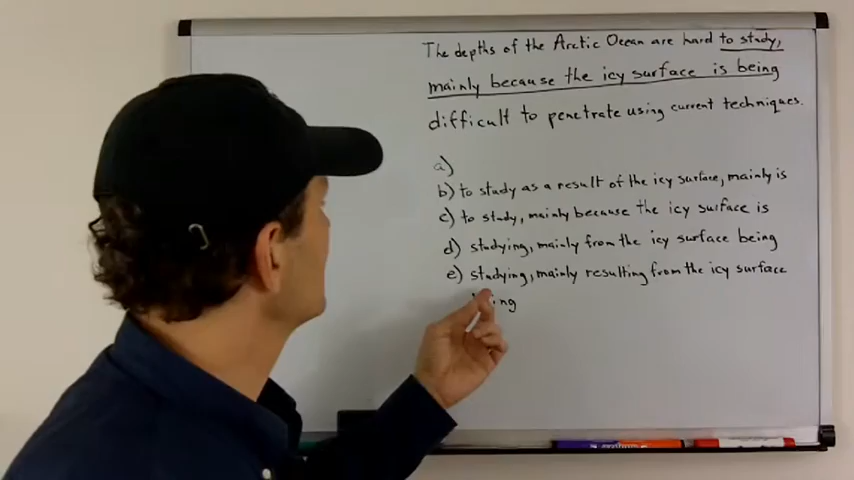 The depths of the Arctic Ocean are hard to study,
mainly because the icy surface is being
difficult to penetrate using current techniques.
a)
b) to study as a result of the icy surface, mainly is
c) to study, mainly because the icy surface is
d) studying, mainly from the icy surface being
e) studying, mainly resulting from the icy surface